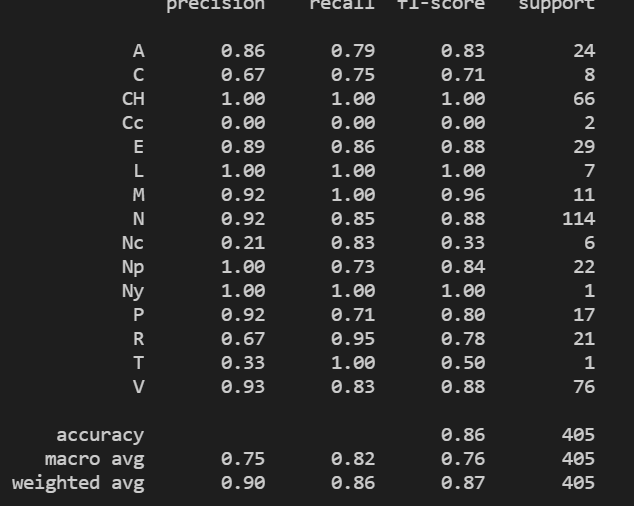 precision recall f1-score support
A 0.86 0.79 0.83 24
C 0.67 0.75 0.71 8
CH 1.00 1.00 1.00 66
Cc 0.00 0.00 0.00 2
E 0.89 0.86 0.88 29
L 1.00 1.00 1.00 7
M 0.92 1.00 0.96 11
N 0.92 0.85 0.88 114
Nc 0.21 0.83 0.33 6
Np 1.00 0.73 0.84 22
Ny 1.00 1.00 1.00 1
P 0.92 0.71 0.80 17
R 0.67 0.95 0.78 21
T 0.33 1.00 0.50 1
V 0.93 0.83 0.88 76
accuracy 0.86 405
macro avg 0.75 0.82 0.76 405
weighted avg 0.90 0.86 0.87 405